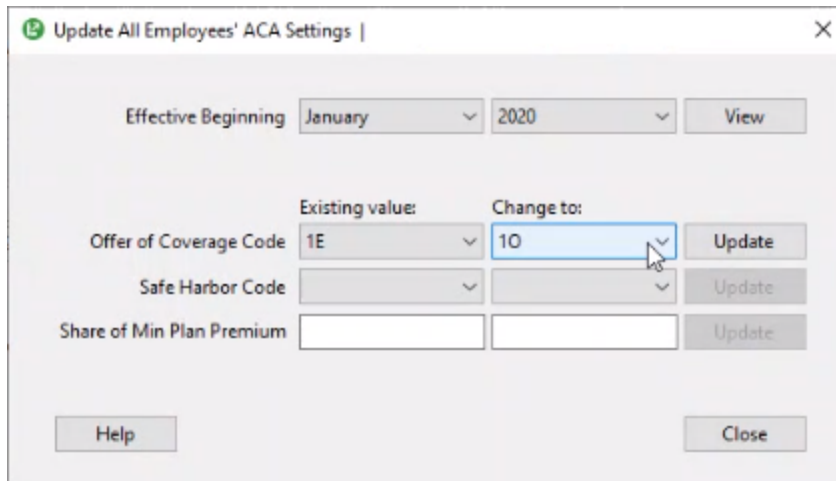 Update All Employees' ACA Settings |
Effective Beginning January 2020 View
Existing value: Change to:
Offer of Coverage Code 1E 1O Update
Safe Harbor Code Update
Share of Min Plan Premium Update
Help Close